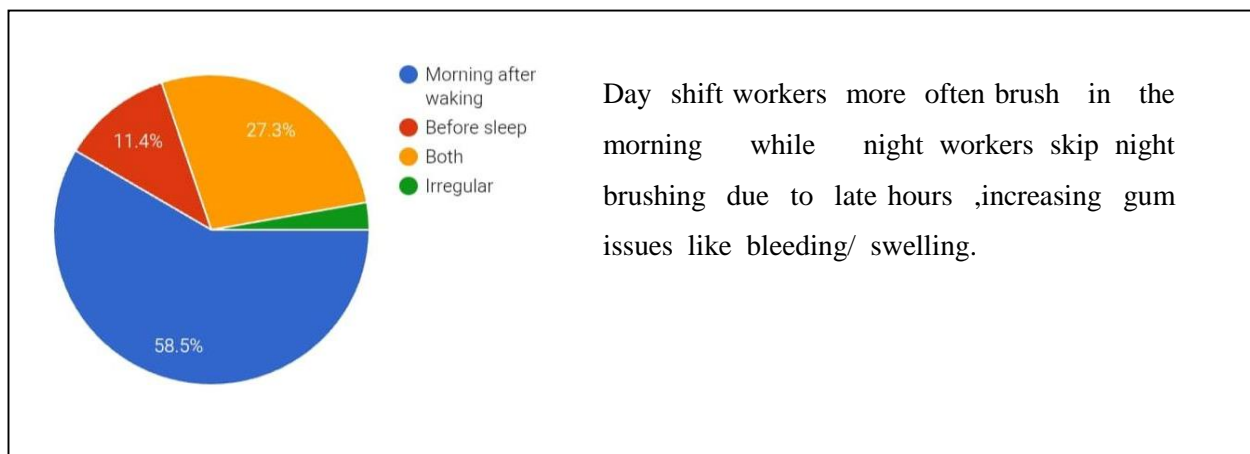 Morning after
waking
Before sleep
Both
Irregular
11.4%
27.3%
58.5%
Day shift workers more often brush in the
morning while night workers skip night
brushing due to late hours ,increasing gum
issues like bleeding/ swelling.